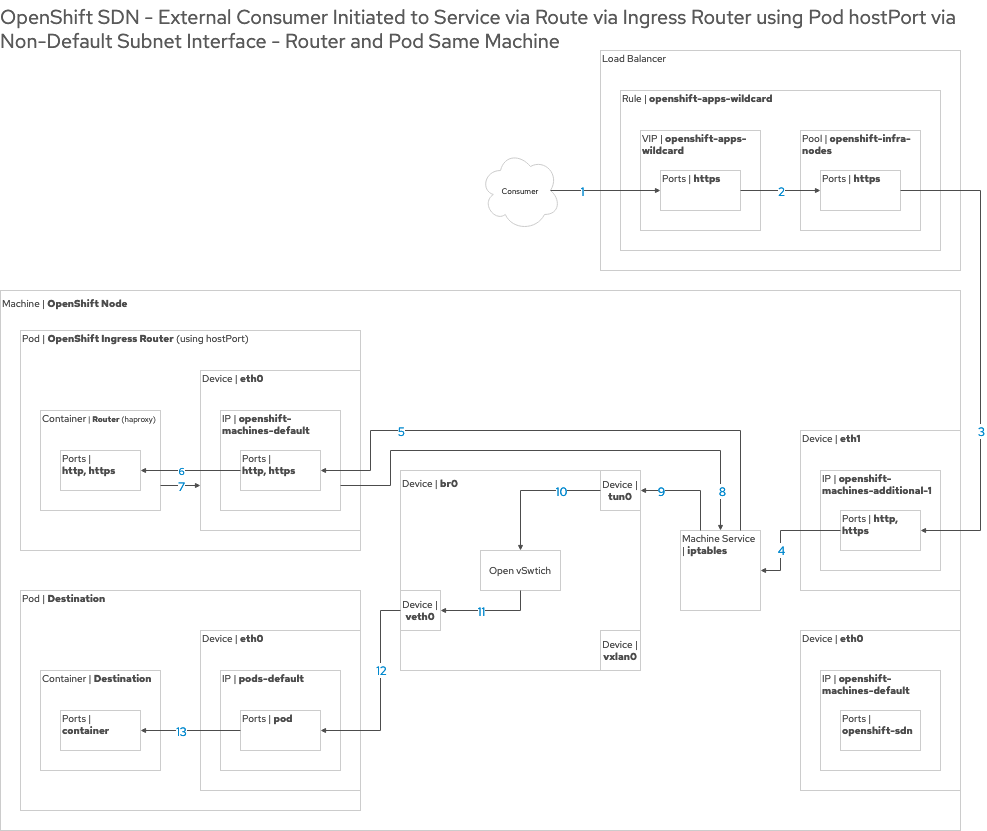 OpenShift SDN - External Consumer Initiated to Service via Route via Ingress Router using Pod hostPort via
Non-Default Subnet Interface - Router and Pod Same Machine
Load Balancer
Rule | openshift-apps-wildcard
VIP | openshift-apps-
wildcard
Pool | openshift-infra-
nodes
Ports | https
Ports | https
Consumer
1
2
3
Machine | OpenShift Node
Pod | OpenShift Ingress Router (using hostPort)
Device | eth0
Container | Router (haproxy)
IP | openshift-
machines-default
Ports |
http, https
Ports |
http, https
5
6
7
8
9
10
Device | br0
Device |
tun0
Open vSwtich
11
Device |
veth0
Device |
vxlan0
12
Machine Service
| iptables
4
Device | eth1
IP | openshift-
machines-additional-1
Ports | http,
https
Pod | Destination
Device | eth0
Container | Destination
IP | pods-default
Ports |
container
Ports | pod
13
Device | eth0
IP | openshift-
machines-default
Ports |
openshift-sdn